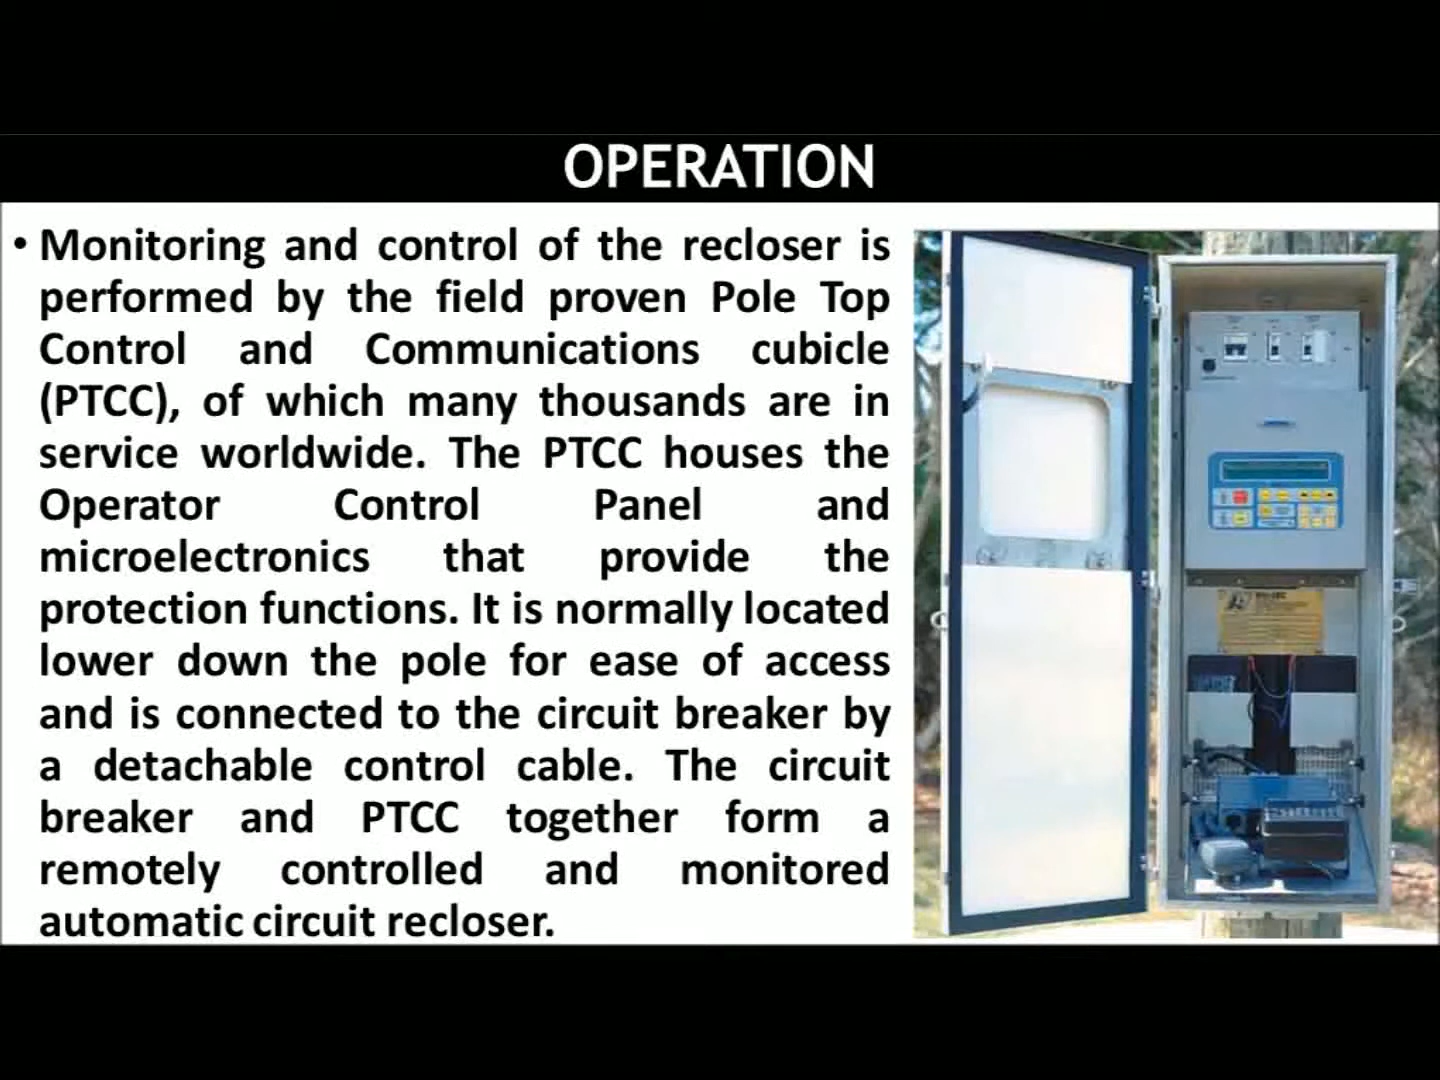 OPERATION
• Monitoring and control of the recloser is
performed by the field proven Pole Top
Control and Communications cubicle
(PTCC), of which many thousands are in
service worldwide. The PTCC houses the
Operator Control Panel and
microelectronics that provide the
protection functions. It is normally located
lower down the pole for ease of access
and is connected to the circuit breaker by
a detachable control cable. The circuit
breaker and PTCC together form a
remotely controlled and monitored
automatic circuit recloser.